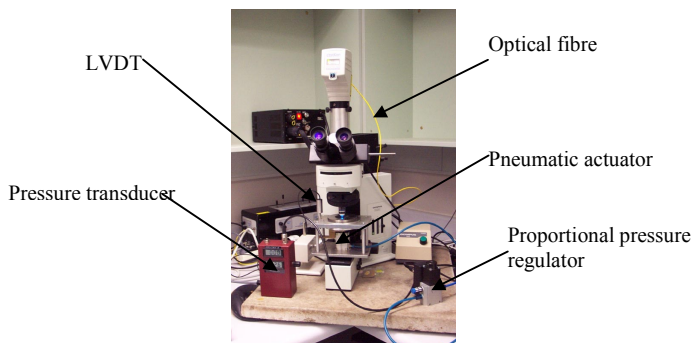 Optical fibre
LVDT
Pneumatic actuator
Pressure transducer
Proportional pressure
regulator